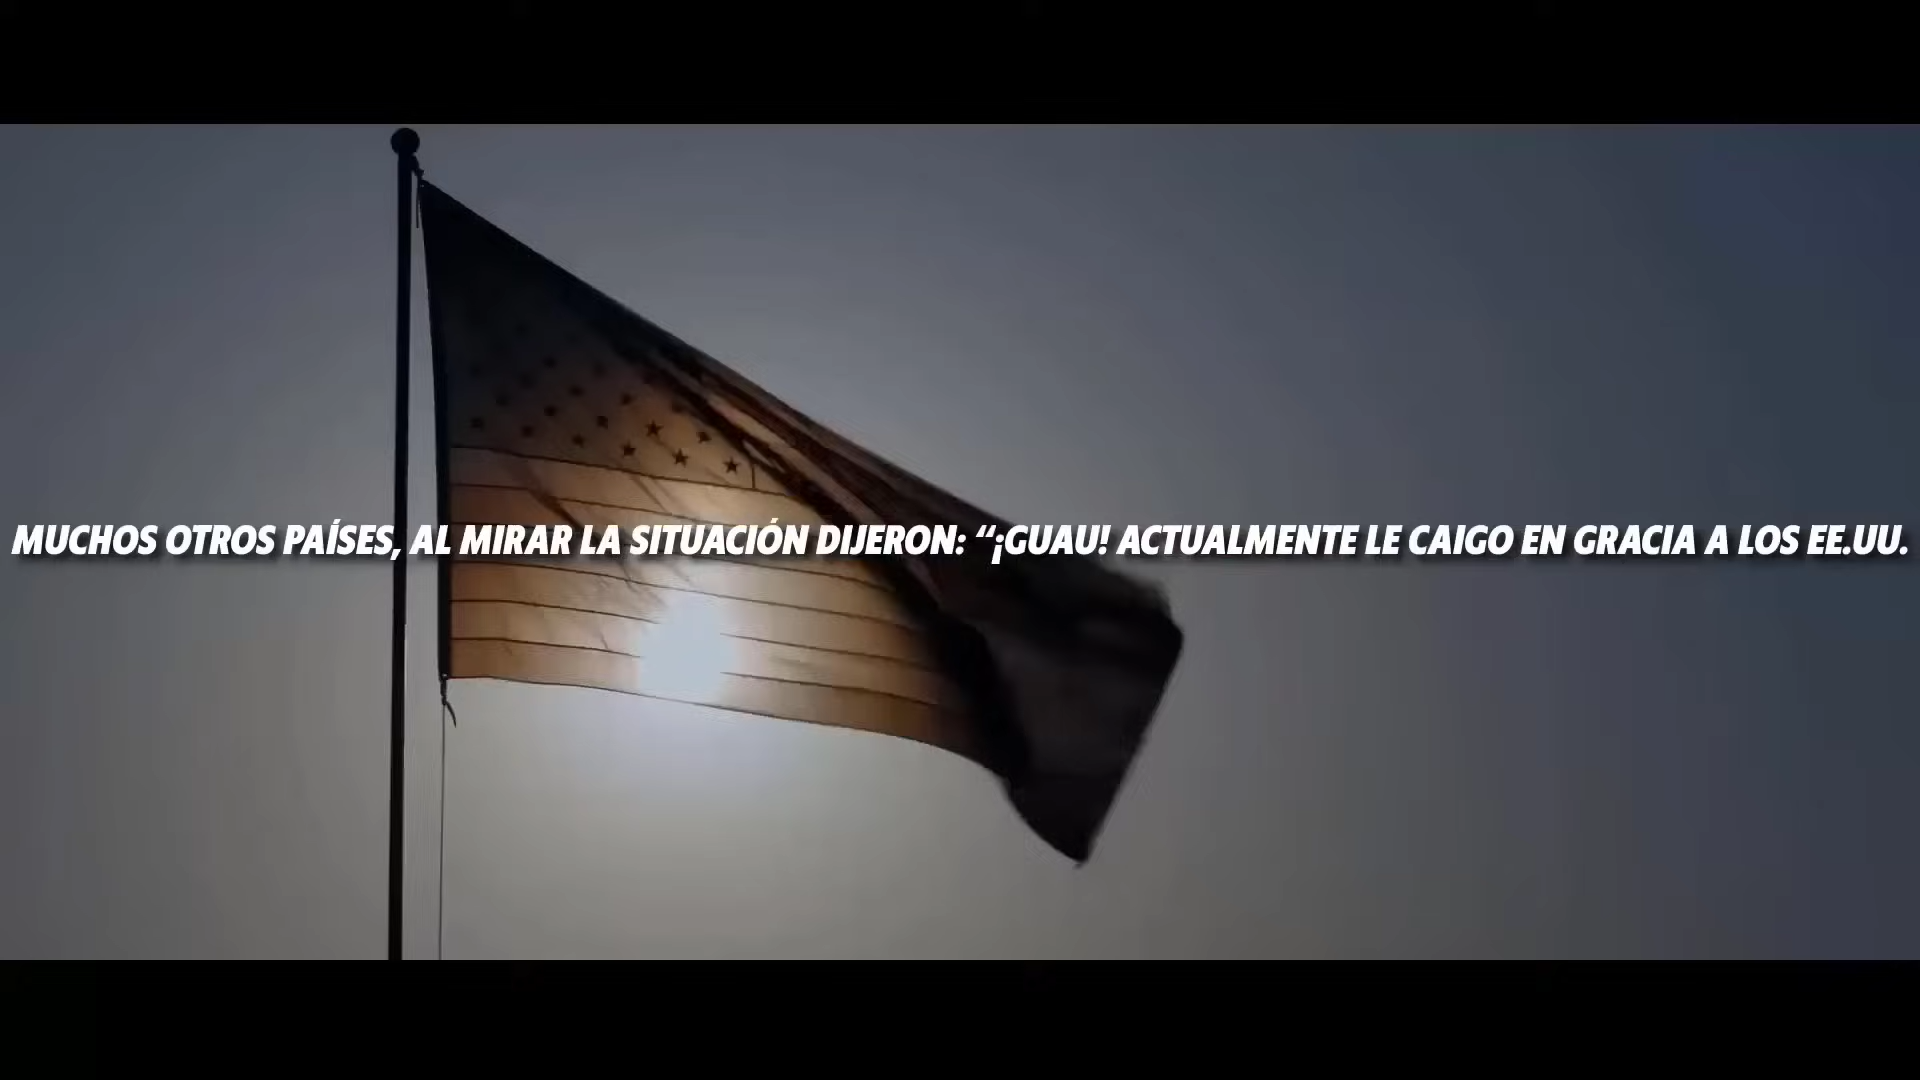 MUCHOS OTROS PAÍSES, AL MIRAR LA SITUACIÓN DIJERON: “¡GUAU! ACTUALMENTE LE CAIGO EN GRACIA A LOS EE.UU.